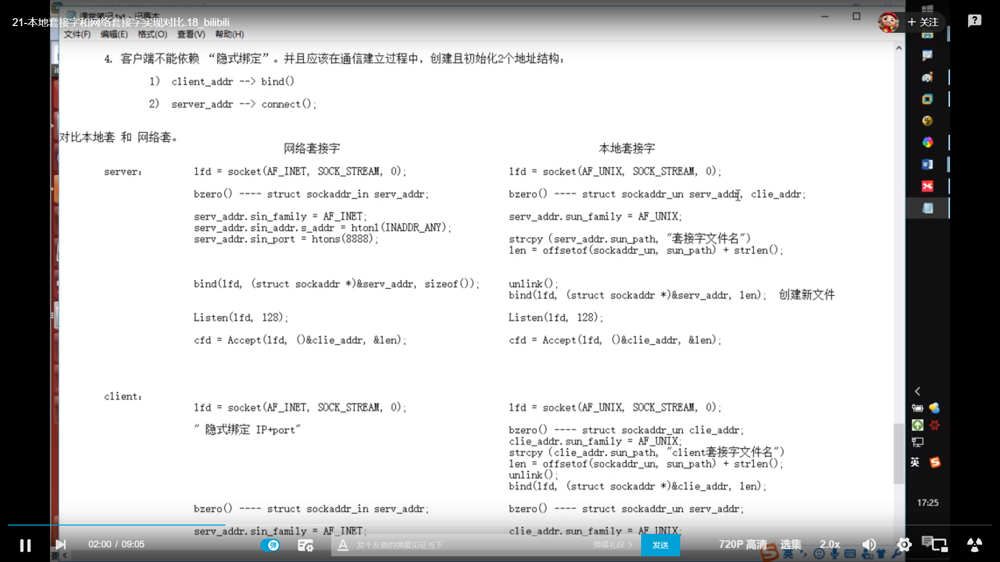 21-本地套接字和网络套接字实现对比.18_bilibili
+ 关注
文件(F) 编辑(E) 格式(O) 查看(V) 帮助(H)
4. 客户端不能依赖 “隐式绑定”。并且应该在通信建立过程中，创建且初始化2个地址结构：
1) client_addr --> bind()
2) server_addr --> connect();
对比本地套 和 网络套。
网络套接字 本地套接字
server: lfd = socket(AF_INET, SOCK_STREAM, 0); lfd = socket(AF_UNIX, SOCK_STREAM, 0);
bzero() ---- struct sockaddr_in serv_addr; bzero() ---- struct sockaddr_un serv_addr, clie_addr;
serv_addr.sin_family = AF_INET; serv_addr.sun_family = AF_UNIX;
serv_addr.sin_addr.s_addr = htonl(INADDR_ANY);
serv_addr.sin_port = htons(8888); strcpy (serv_addr.sun_path, "套接字文件名")
len = offsetof(sockaddr_un, sun_path) + strlen();
bind(lfd, (struct sockaddr *)&serv_addr, sizeof()); unlink();
bind(lfd, (struct sockaddr *)&serv_addr, len); 创建新文件
Listen(lfd, 128); Listen(lfd, 128);
cfd = Accept(lfd, ()&clie_addr, &len); cfd = Accept(lfd, ()&clie_addr, &len);
client:
lfd = socket(AF_INET, SOCK_STREAM, 0); lfd = socket(AF_UNIX, SOCK_STREAM, 0);
" 隐式绑定 IP+port" bzero() ---- struct sockaddr_un clie_addr;
clie_addr.sun_family = AF_UNIX;
strcpy (clie_addr.sun_path, "client套接字文件名")
len = offsetof(sockaddr_un, sun_path) + strlen();
unlink();
bind(lfd, (struct sockaddr *)&clie_addr, len);
bzero() ---- struct sockaddr_in serv_addr; bzero() ---- struct sockaddr_un serv_addr;
serv_addr.sin_family = AF_INET; clie_addr.sun_family = AF_UNIX;
英
17:25
02:00 / 09:05
弹
发个友善的弹幕见证当下
弹幕礼仪 >
发送
720P 高清
选集
2.0x
英